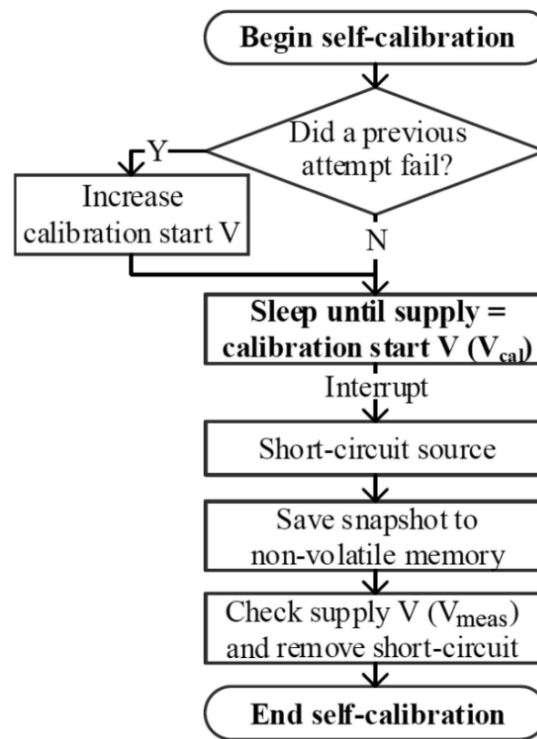 Begin self-calibration
Did a previous
attempt fail?
Y
Increase
calibration start V
N
Sleep until supply =
calibration start V (Vcal)
Interrupt
Short-circuit source
Save snapshot to
non-volatile memory
Check supply V (Vmeas)
and remove short-circuit
End self-calibration